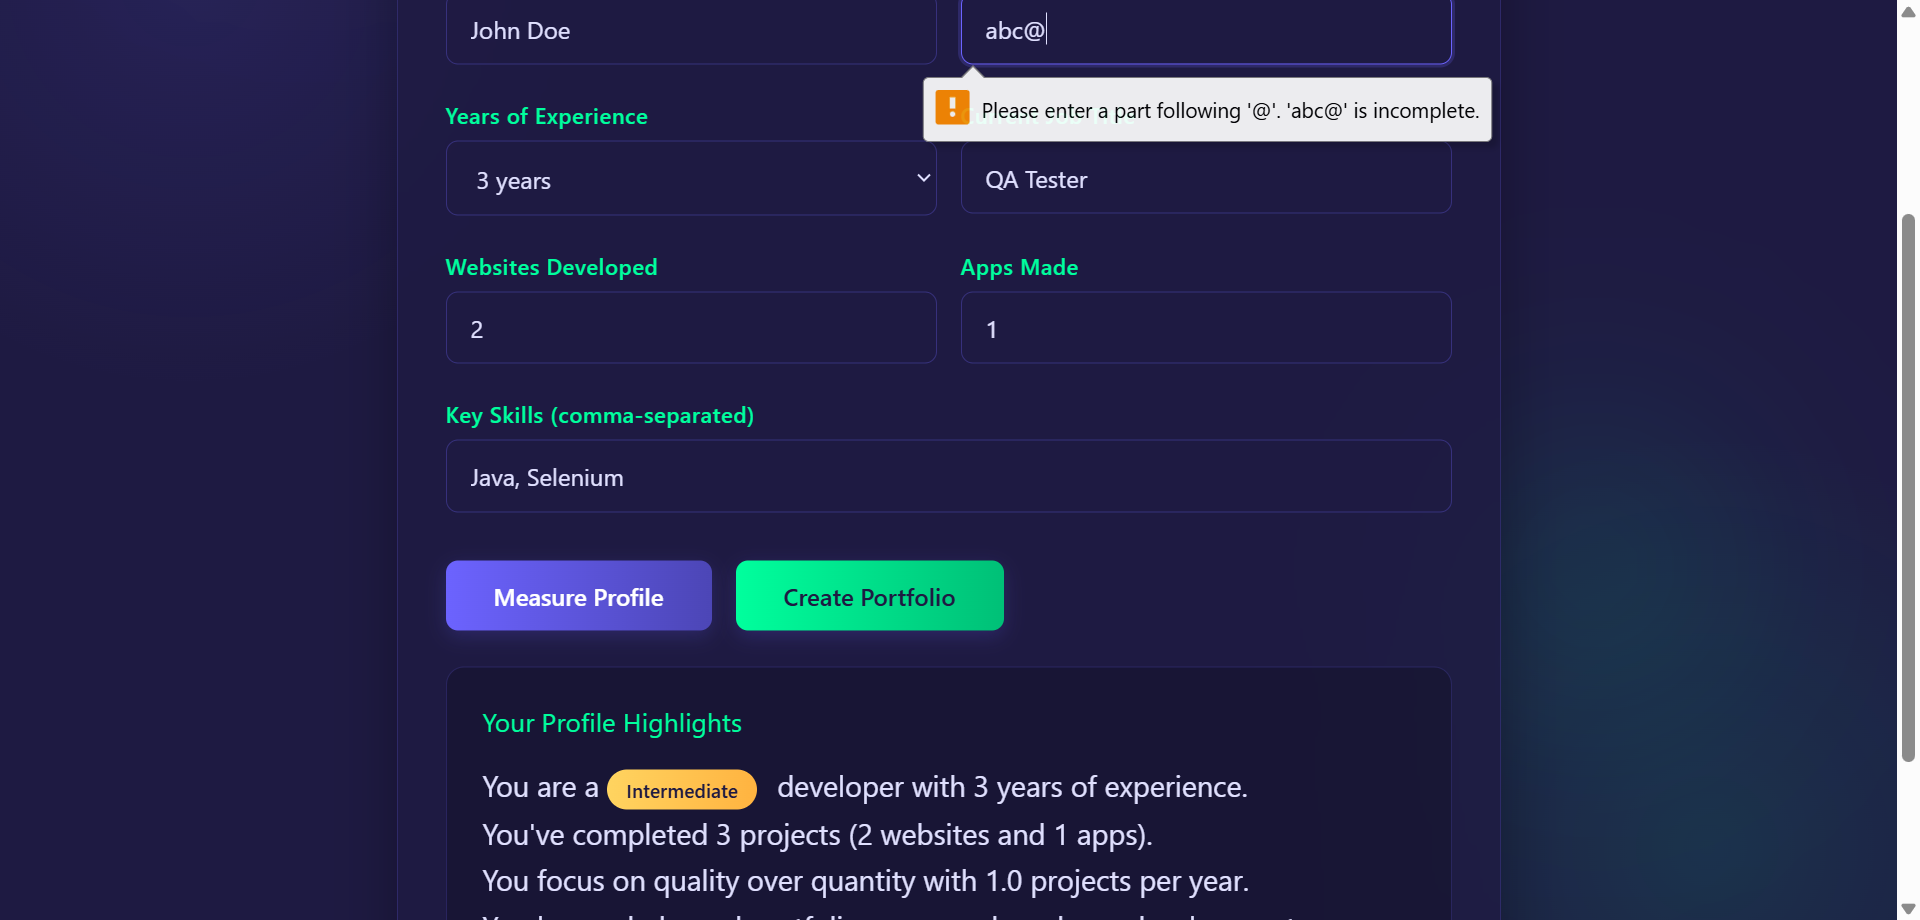 John Doe
abc@
Please enter a part following '@'. 'abc@' is incomplete.
Years of Experience
3 years
QA Tester
Websites Developed
Apps Made
2
1
Key Skills (comma-separated)
Java, Selenium
Measure Profile
Create Portfolio
Your Profile Highlights
You are a Intermediate developer with 3 years of experience.
You've completed 3 projects (2 websites and 1 apps).
You focus on quality over quantity with 1.0 projects per year.